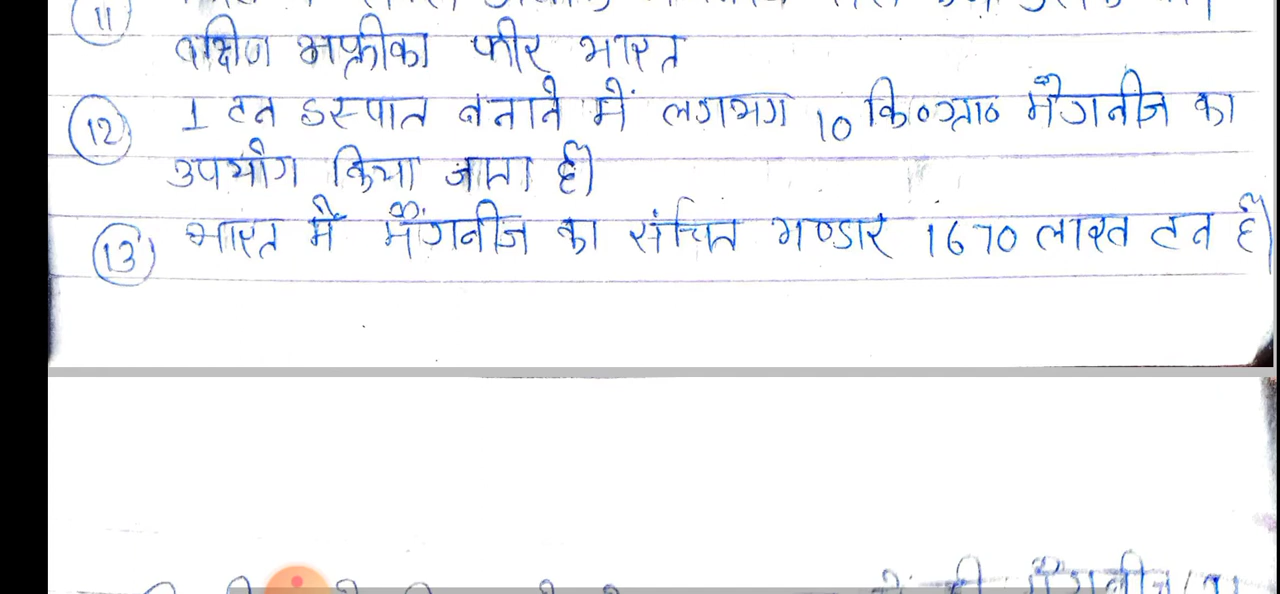 11
दक्षिण अफ्रीका फीर भारत
12 1 टन इस्पात बनाने में लगभग 10 कि०ग्रा० मैंगनीज का
उपयोग किया जाता है।
13 भारत में मैंगनीज का संचित भण्डार 1670 लाख टन है।